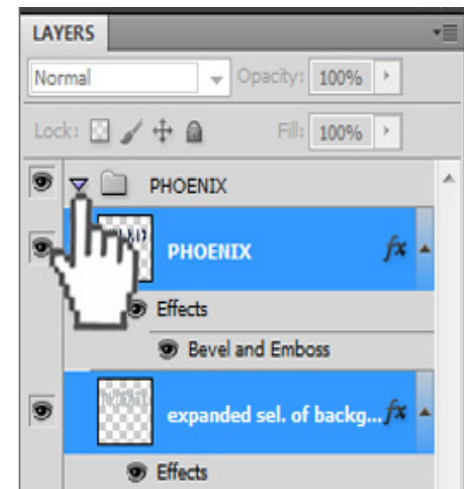 LAYERS
Normal Opacity: 100%
Lock: Fill: 100%
PHOENIX
PHOENIX fx
Effects
Bevel and Emboss
expanded sel. of backg... fx
Effects